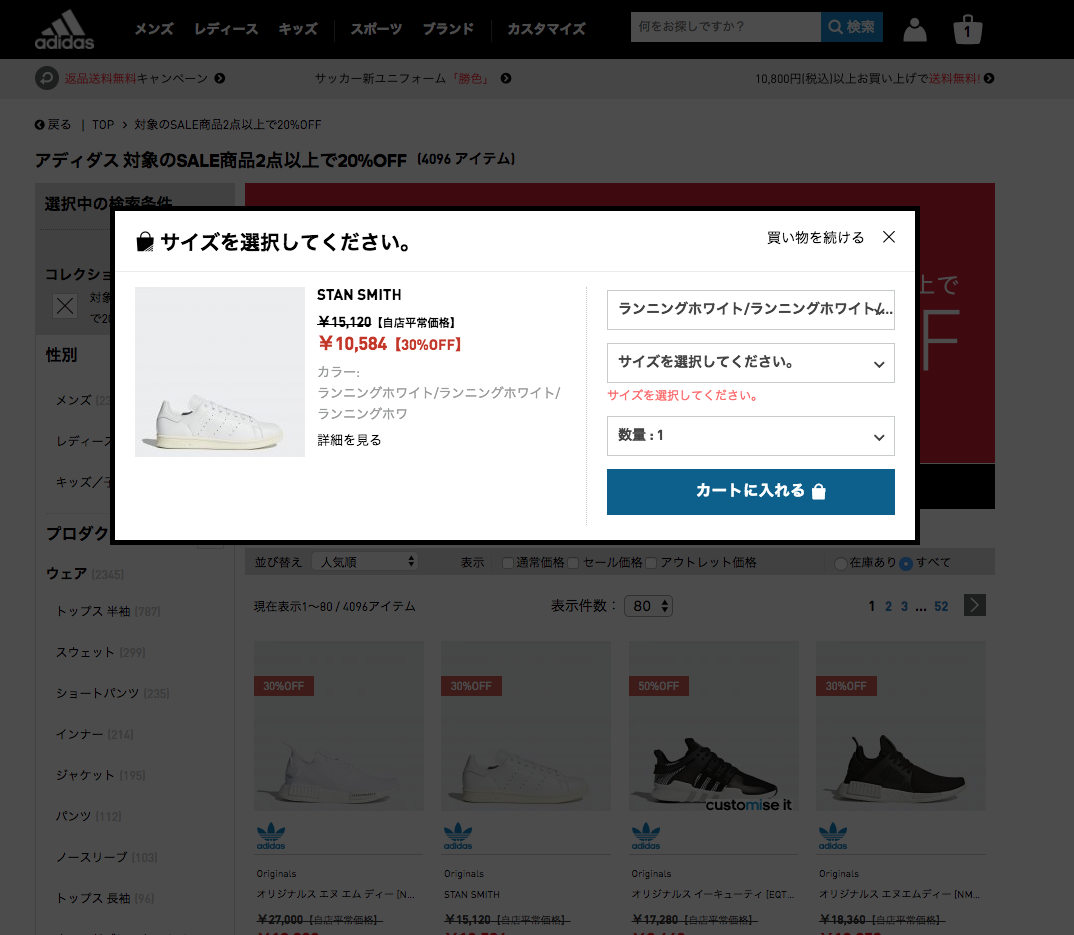 adidas メンズ レディース キッズ スポーツ ブランド カスタマイズ 何をお探しですか？ 検索 1
返品送料無料キャンペーン サッカー新ユニフォーム「勝色」 10,800円(税込)以上お買い上げで送料無料!
戻る | TOP 対象のSALE商品2点以上で20%OFF
アディダス 対象のSALE商品2点以上で20%OFF (4096 アイテム)
選択中の検索条件
サイズを選択してください。 買い物を続ける
コレクショ
対象
で20
性別
メンズ
レディース
キッズ／子
プロダク
STAN SMITH
￥15,120【自店平常価格】
￥10,584【30%OFF】
カラー:
ランニングホワイト/ランニングホワイト/
ランニングホワ
詳細を見る
ランニングホワイト/ランニングホワイト/...
サイズを選択してください。
サイズを選択してください。
数量 : 1
カートに入れる
上で
F
ウェア (2345)
トップス 半袖 (787)
スウェット (299)
ショートパンツ (235)
インナー (214)
ジャケット (195)
パンツ (112)
ノースリーブ (103)
トップス 長袖 (96)
並び替え 人気順 表示 通常価格 セール価格 アウトレット価格 在庫あり すべて
現在表示1〜80 / 4096アイテム 表示件数： 80 1 2 3 ... 52
30%OFF 30%OFF 50%OFF 30%OFF
customise it
adidas adidas adidas adidas
Originals Originals Originals Originals
オリジナルス エヌ エム ディー [N... STAN SMITH オリジナルス イーキューティ [EQT... オリジナルス エヌエムディー [NM...
￥27,000【自店平常価格】 ￥15,120【自店平常価格】 ￥17,280【自店平常価格】 ￥18,360【自店平常価格】